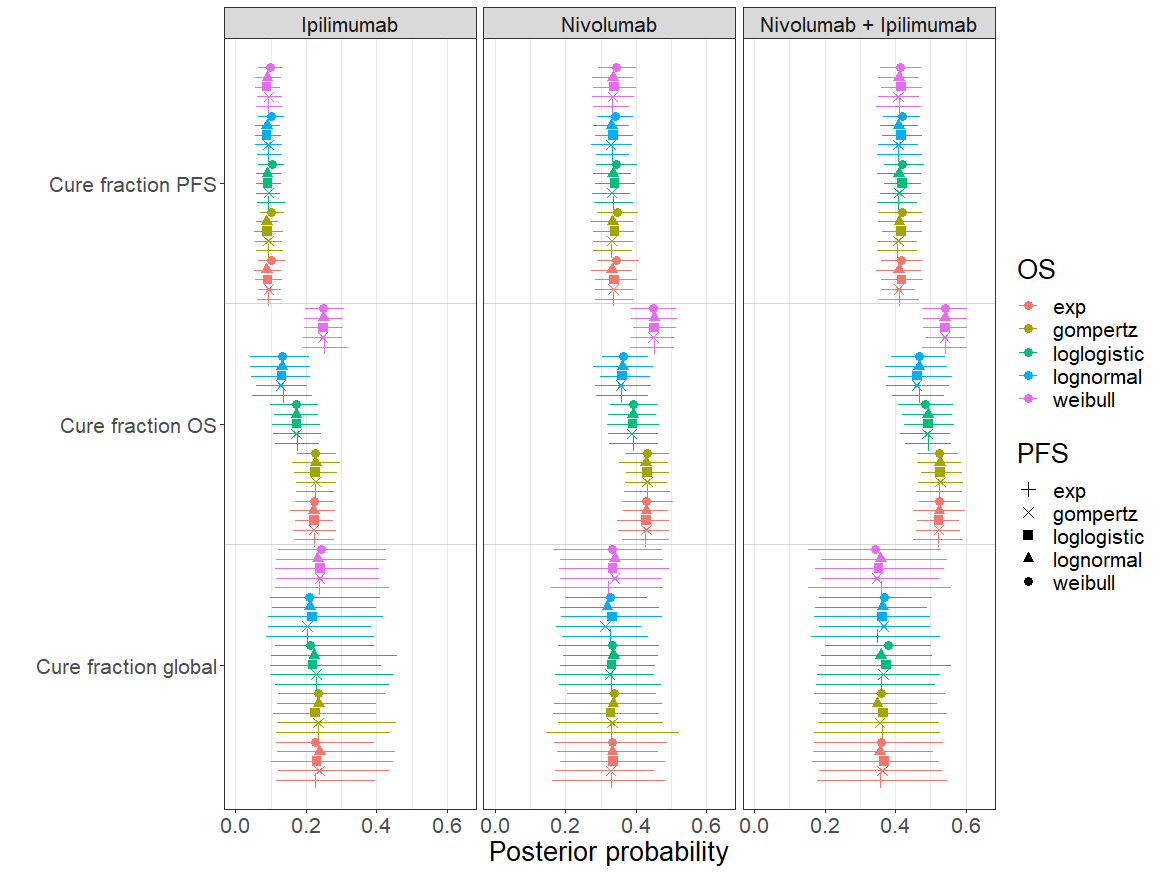 Ipilimumab
Nivolumab
Nivolumab + Ipilimumab
Cure fraction PFS
Cure fraction OS
Cure fraction global
0.0 0.2 0.4 0.6
0.0 0.2 0.4 0.6
0.0 0.2 0.4 0.6
Posterior probability
OS
exp
gompertz
loglogistic
lognormal
weibull
PFS
exp
gompertz
loglogistic
lognormal
weibull